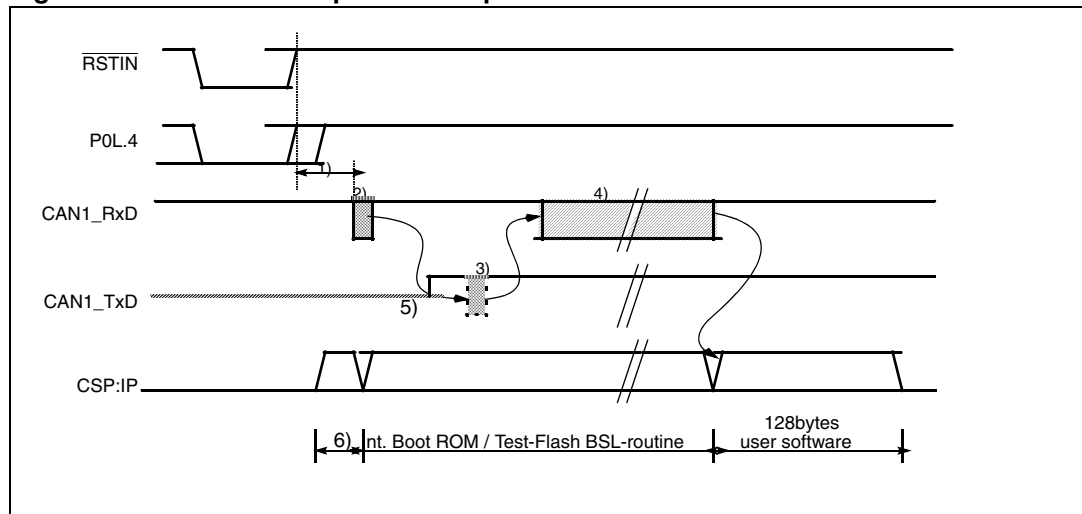 RSTIN
P0L.4
1)
2)
4)
CAN1_RxD
3)
CAN1_TxD
5)
CSP:IP
6)
nt. Boot ROM / Test-Flash BSL-routine
128bytes
user software